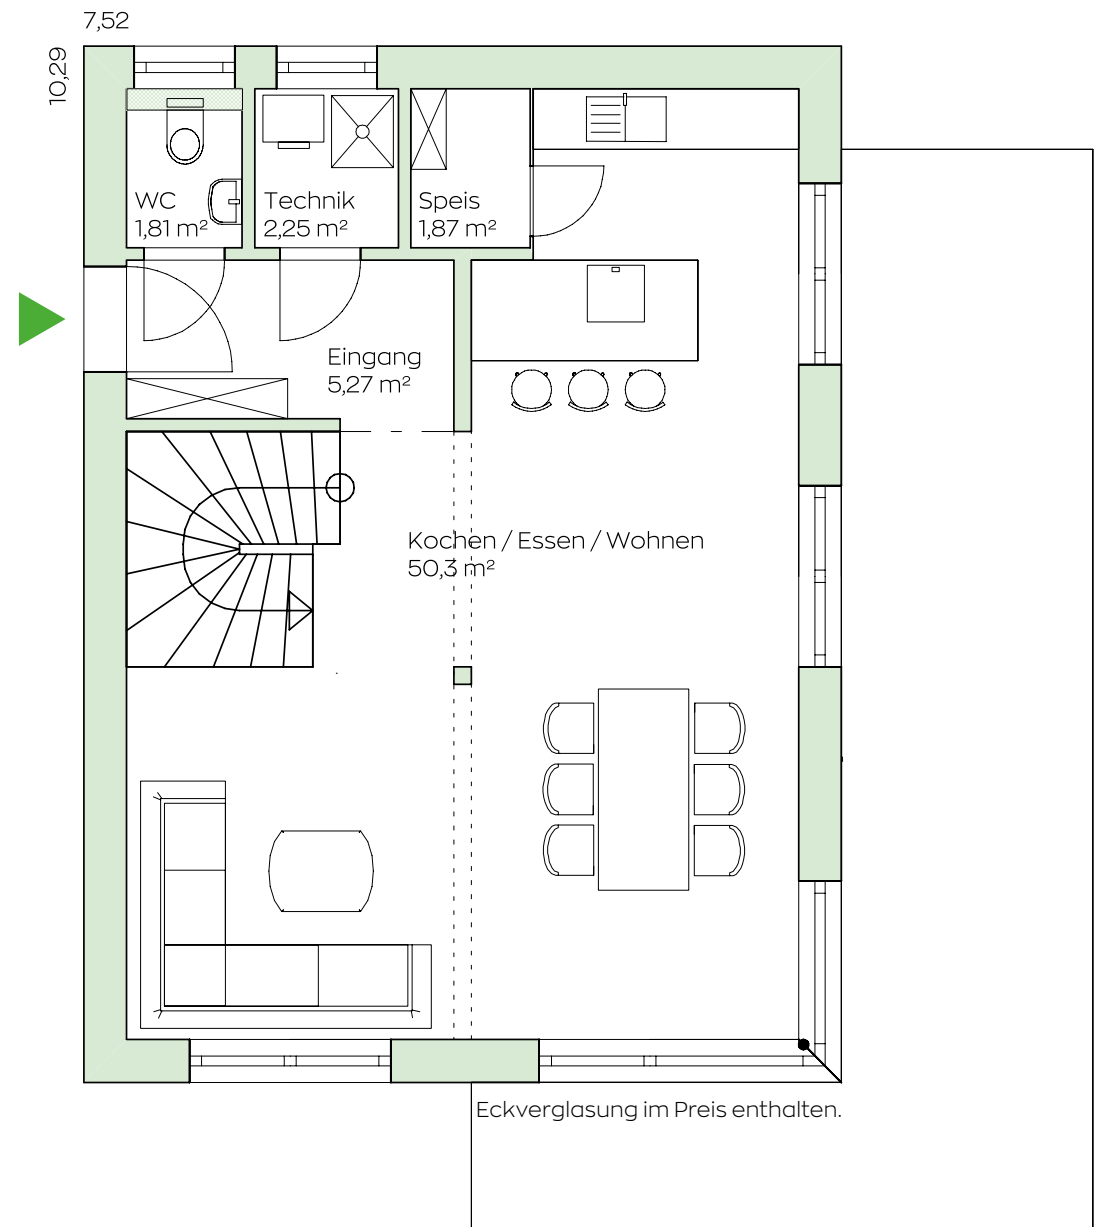 7,52
10,29
WC
1,81 m²
Technik
2,25 m²
Speis
1,87 m²
Eingang
5,27 m²
Kochen / Essen / Wohnen
50,3 m²
Eckverglasung im Preis enthalten.